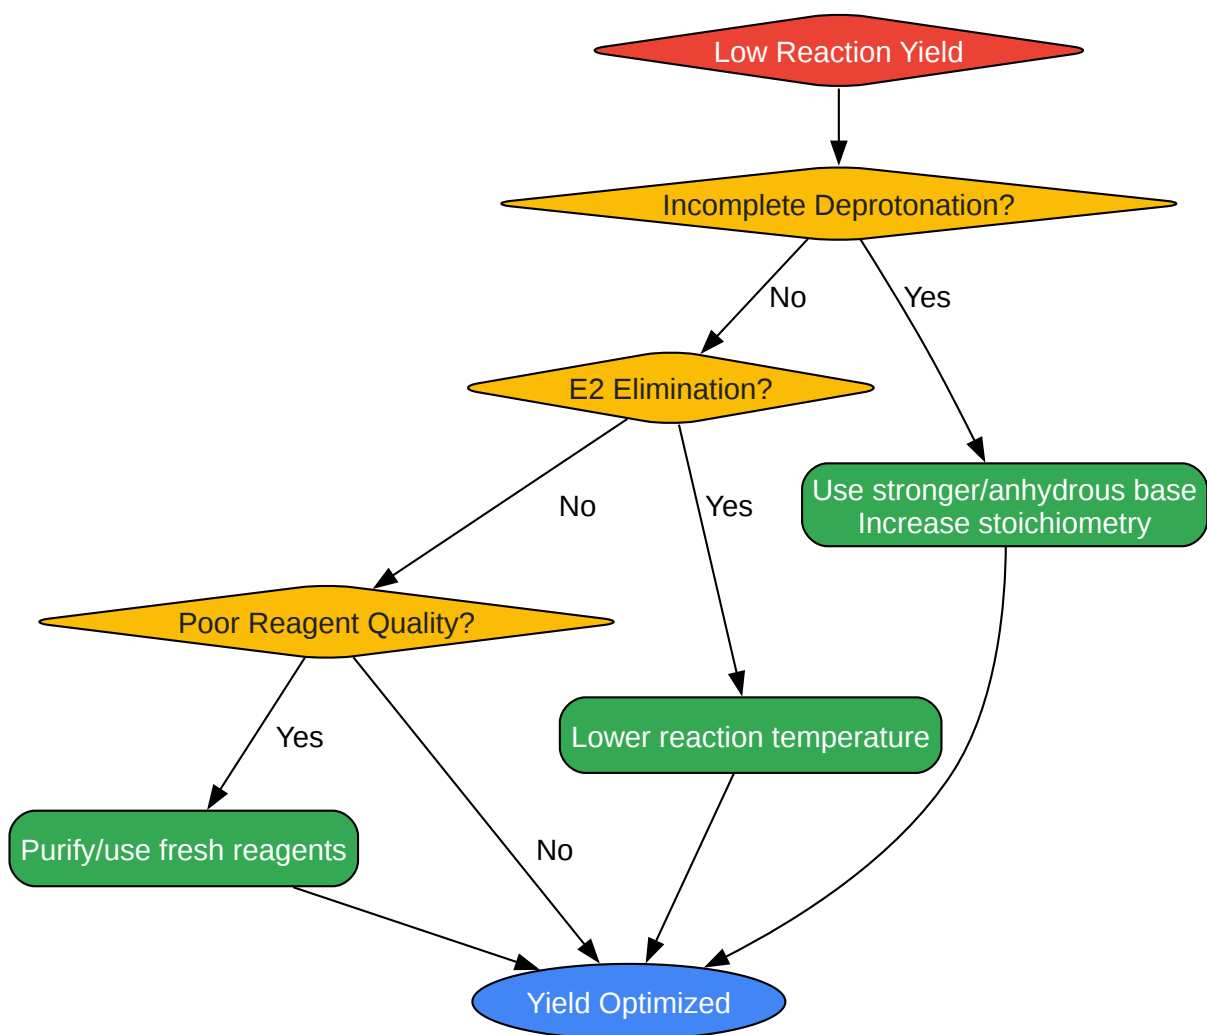 Low Reaction Yield
Incomplete Deprotonation?
No
Yes
E2 Elimination?
Use stronger/anhydrous base
Increase stoichiometry
No
Yes
Poor Reagent Quality?
Yes
Lower reaction temperature
Purify/use fresh reagents
No
Yield Optimized